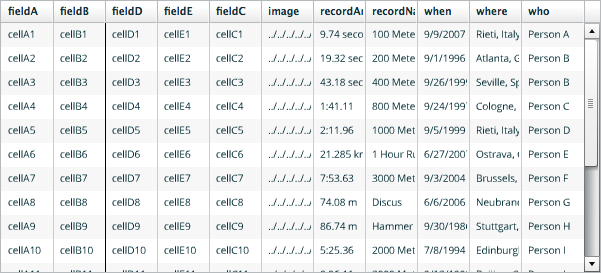 fieldA fieldB fieldD fieldE fieldC image recordAr recordNa when where who
cellA1 cellB1 cellD1 cellE1 cellC1 ../../../../../ 9.74 seco 100 Mete 9/9/2007 Rieti, Italy Person A
cellA2 cellB2 cellD2 cellE2 cellC2 ../../../../../ 19.32 sec 200 Mete 9/1/1996 Atlanta, G Person B
cellA3 cellB3 cellD3 cellE3 cellC3 ../../../../../ 43.18 sec 400 Mete 9/26/199 Seville, Sp Person B
cellA4 cellB4 cellD4 cellE4 cellC4 ../../../../../ 1:41.11 800 Mete 9/24/199 Cologne, Person C
cellA5 cellB5 cellD5 cellE5 cellC5 ../../../../../ 2:11.96 1000 Met 9/5/1999 Rieti, Italy Person D
cellA6 cellB6 cellD6 cellE6 cellC6 ../../../../../ 21.285 kr 1 Hour Ru 6/27/200 Ostrava, Person E
cellA7 cellB7 cellD7 cellE7 cellC7 ../../../../../ 7:53.63 3000 Met 9/3/2004 Brussels, Person F
cellA8 cellB8 cellD8 cellE8 cellC8 ../../../../../ 74.08 m Discus 6/6/2006 Neubran Person G
cellA9 cellB9 cellD9 cellE9 cellC9 ../../../../../ 86.74 m Hammer 9/30/198 Stuttgart, Person H
cellA10 cellB10 cellD10 cellE10 cellC10 ../../../../../ 5:25.36 2000 Met 7/8/1994 Edinburg Person I